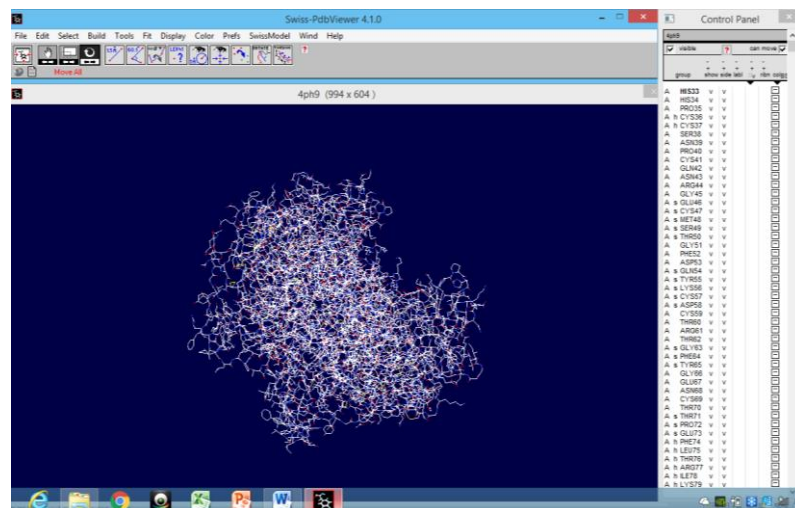 Swiss-PdbViewer 4.1.0
File Edit Select Build Tools Fit Display Color Prefs SwissModel Wind Help
Move All
4ph9 (994 x 604 )
Control Panel
4ph9
visible ? can move
group show side labl ribn
A HIS33 v v
A HIS34 v v
A PRO35 v v
A h CYS36 v v
A h CYS37 v v
A SER38 v v
A ASN39 v v
A PRO40 v v
A CYS41 v v
A GLN42 v v
A ASN43 v v
A ARG44 v v
A GLY45 v v
A s GLU46 v v
A s CYS47 v v
A s MET48 v v
A s SER49 v v
A s THR50 v v
A GLY51 v v
A PHE52 v v
A ASP53 v v
A s GLN54 v v
A s TYR55 v v
A s LYS56 v v
A s CYS57 v v
A s ASP58 v v
A CYS59 v v
A THR60 v v
A ARG61 v v
A THR62 v v
A s GLY63 v v
A s PHE64 v v
A s TYR65 v v
A GLY66 v v
A GLU67 v v
A ASN68 v v
A CYS69 v v
A THR70 v v
A s THR71 v v
A s PRO72 v v
A s GLU73 v v
A h PHE74 v v
A h LEU75 v v
A h THR76 v v
A h ARG77 v v
A h ILE78 v v
A h LYS79 v v